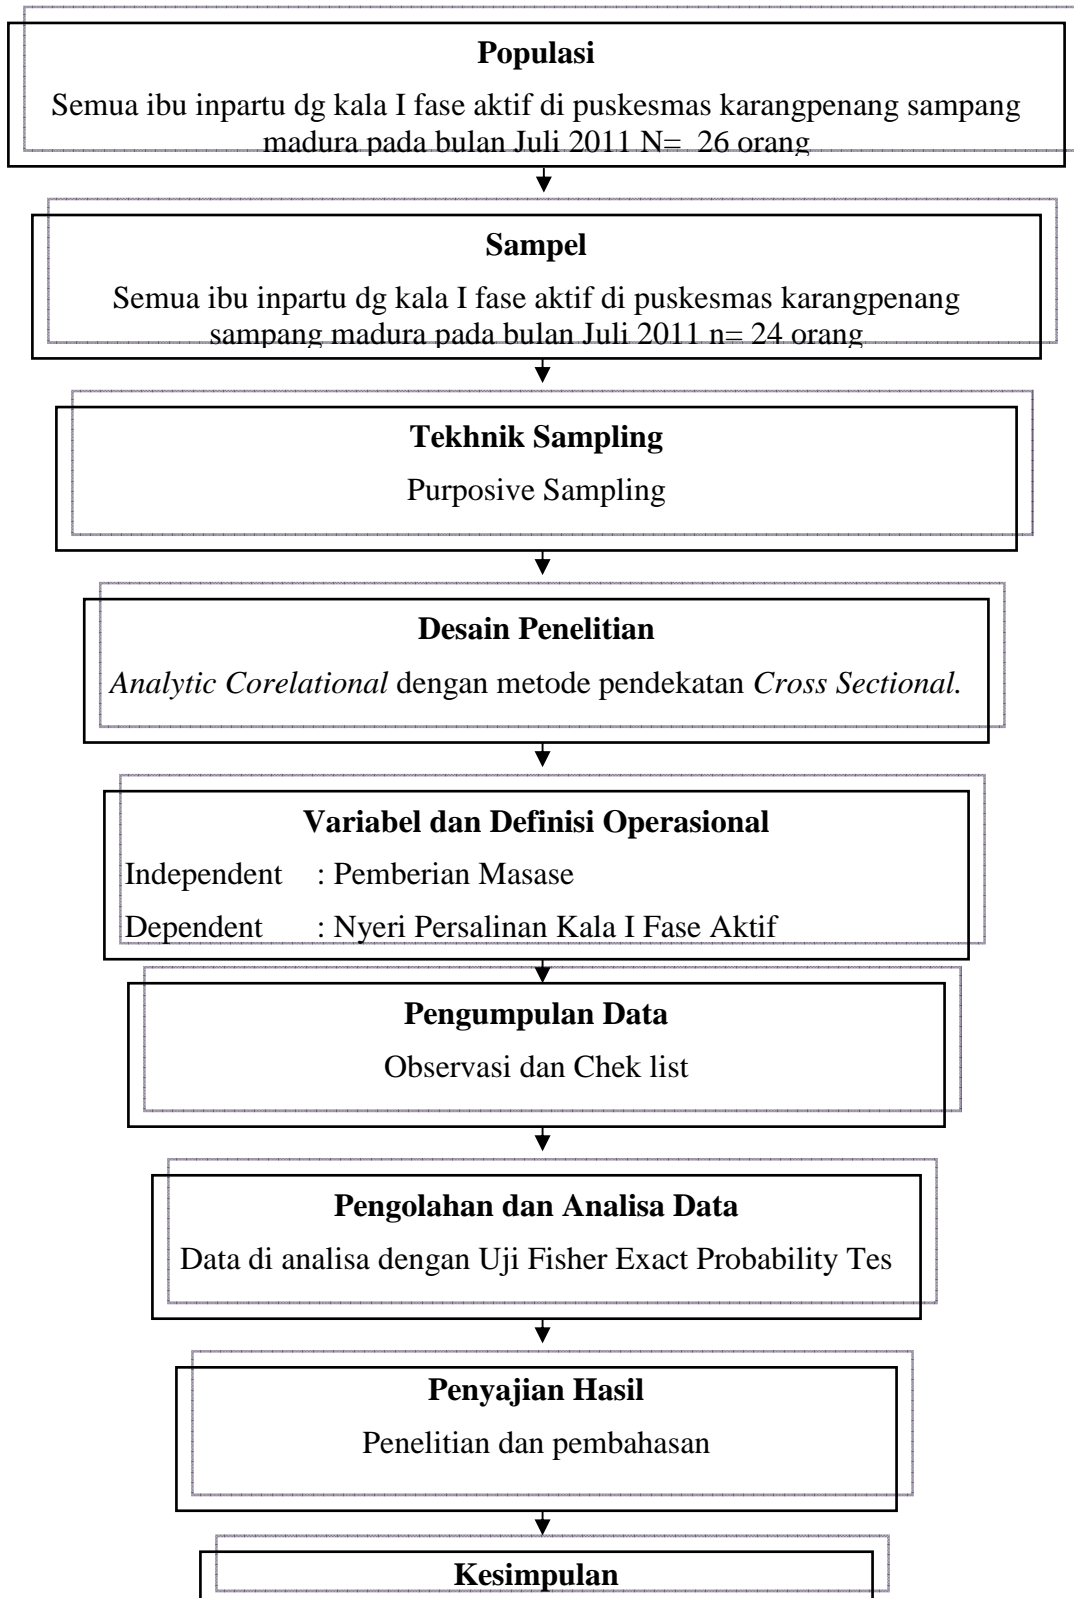 Populasi
Semua ibu inpartu dg kala I fase aktif di puskesmas karangpenang sampang
madura pada bulan Juli 2011 N= 26 orang
Sampel
Semua ibu inpartu dg kala I fase aktif di puskesmas karangpenang
sampang madura pada bulan Juli 2011 n= 24 orang
Tekhnik Sampling
Purposive Sampling
Desain Penelitian
Analytic Corelational dengan metode pendekatan Cross Sectional.
Variabel dan Definisi Operasional
Independent : Pemberian Masase
Dependent : Nyeri Persalinan Kala I Fase Aktif
Pengumpulan Data
Observasi dan Chek list
Pengolahan dan Analisa Data
Data di analisa dengan Uji Fisher Exact Probability Tes
Penyajian Hasil
Penelitian dan pembahasan
Kesimpulan